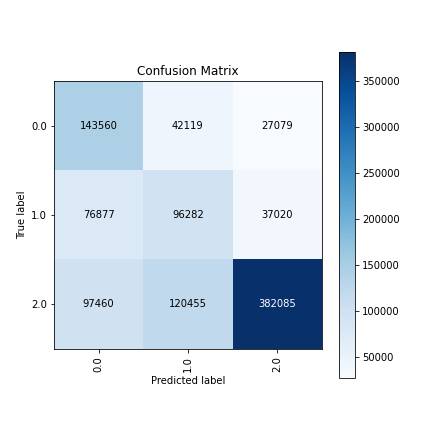 Confusion Matrix
350000
300000
250000
200000
150000
100000
50000
True label
0.0
143560 42119 27079
1.0
76877 96282 37020
2.0
97460 120455 382085
0.0 1.0 2.0
Predicted label